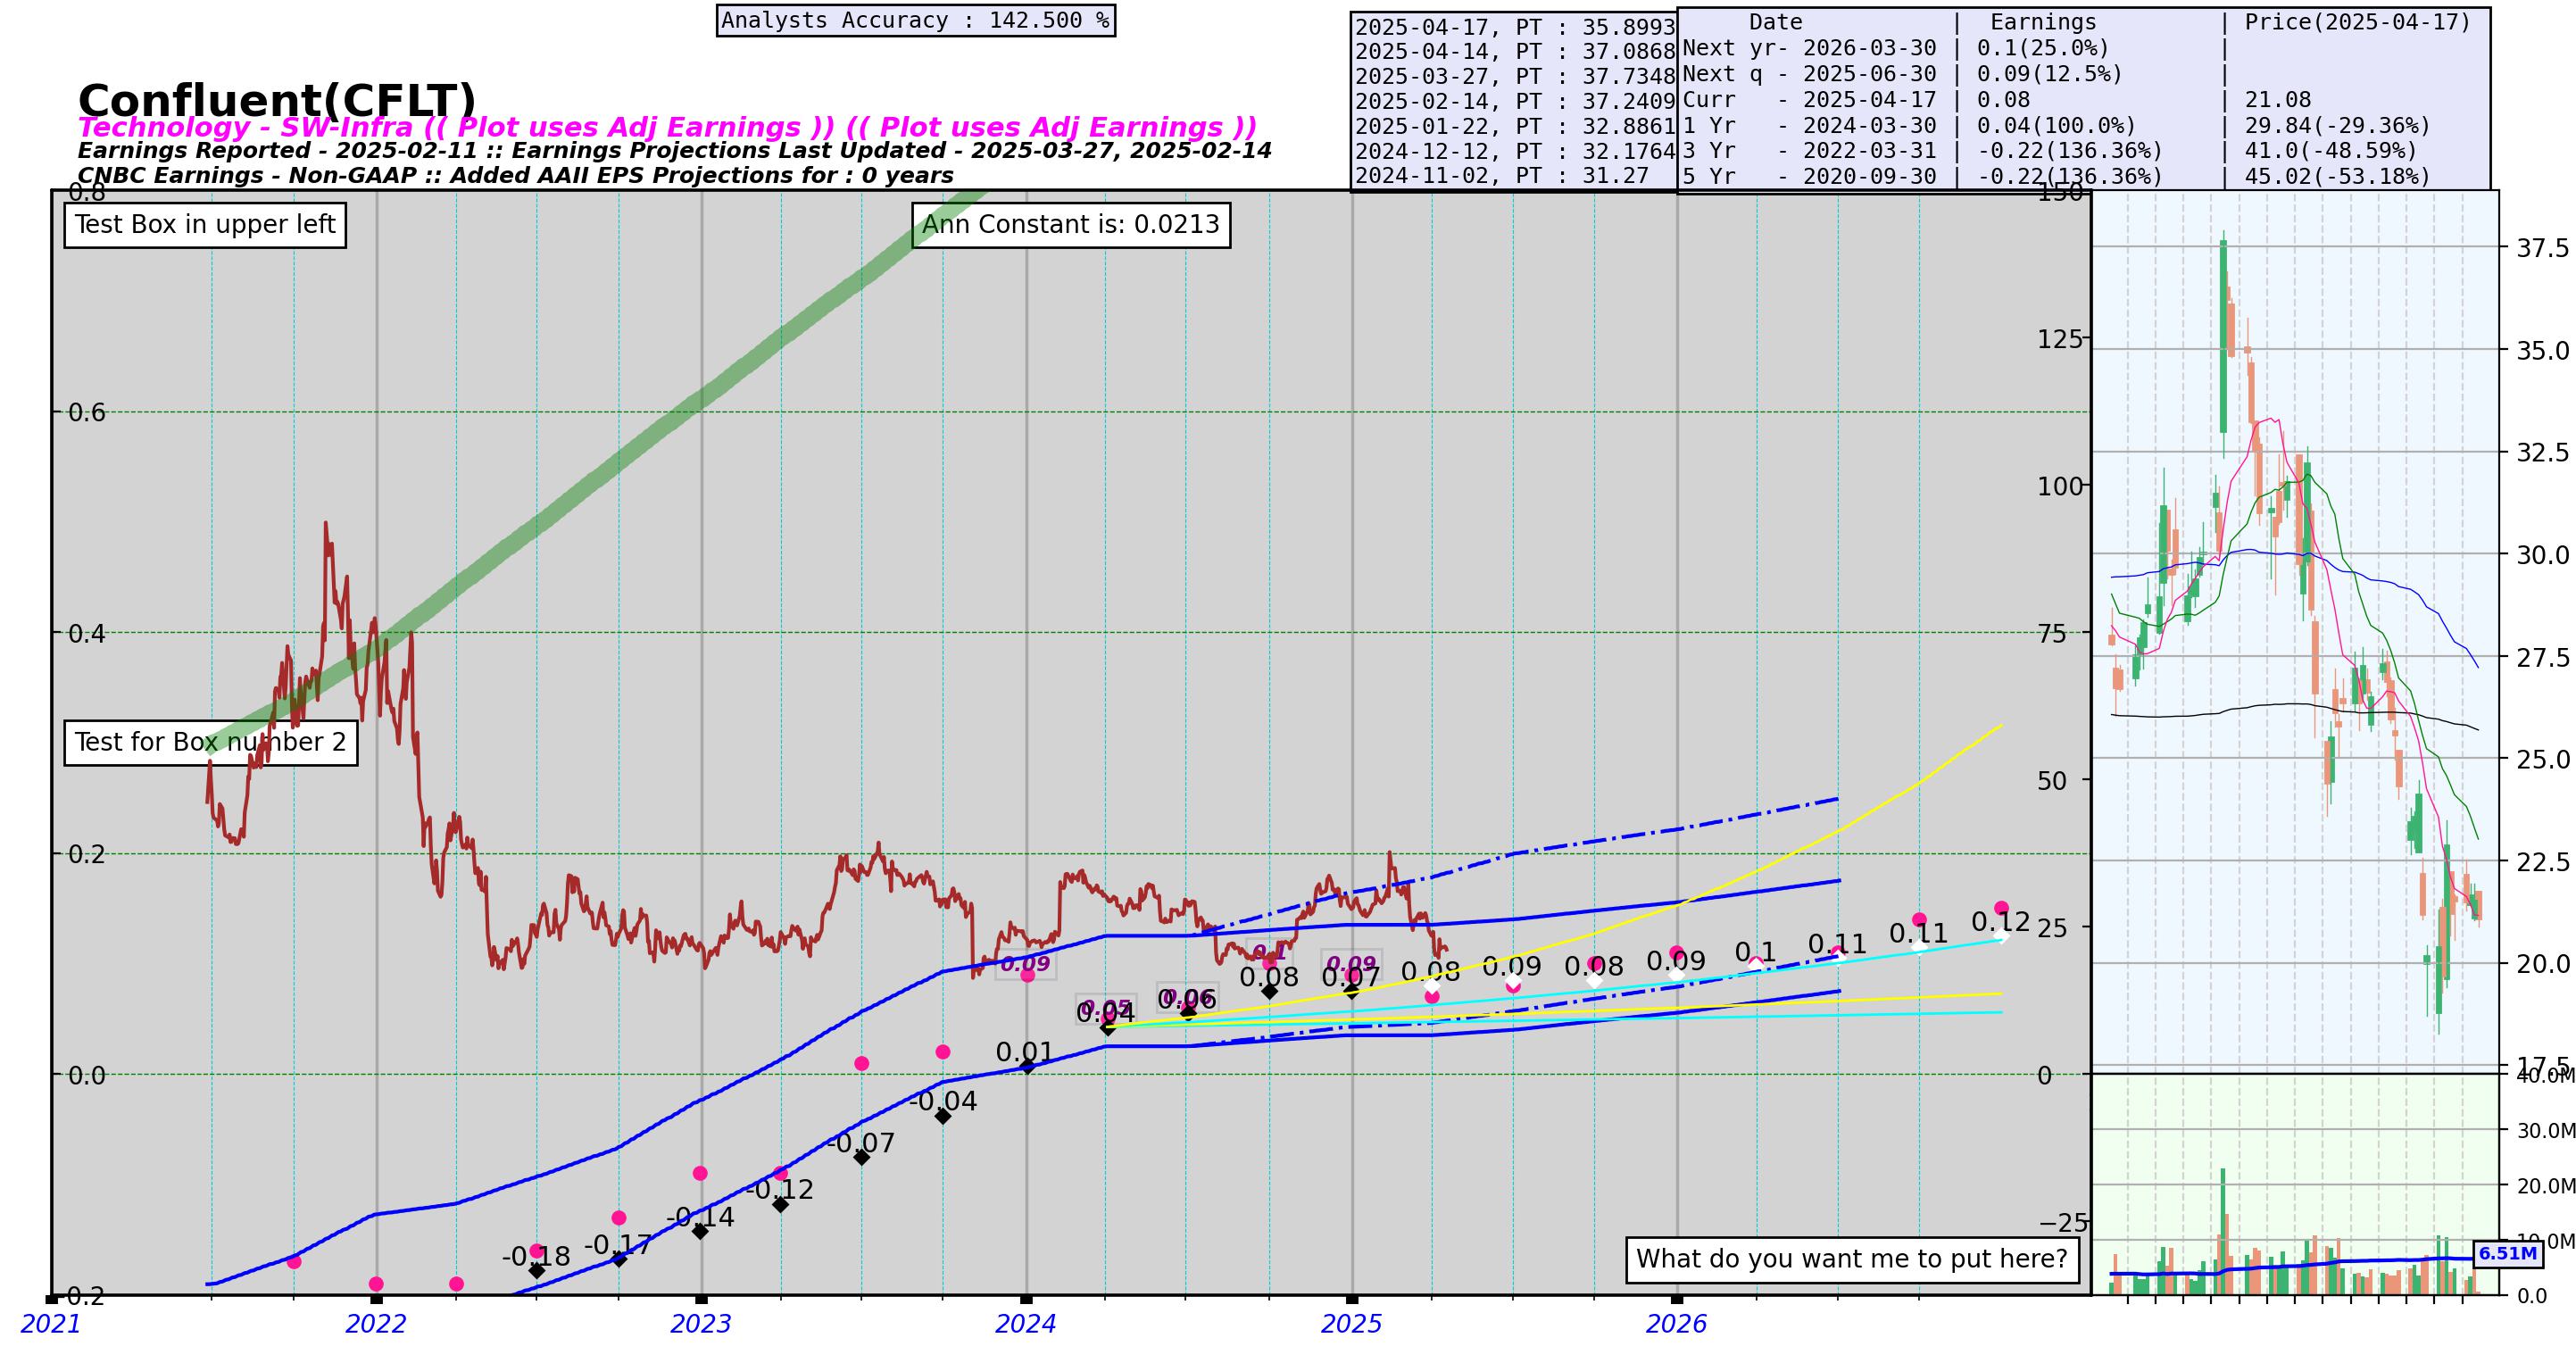 Analysts Accuracy : 142.500 %
2025-04-17, PT : 35.8993
2025-04-14, PT : 37.0868
2025-03-27, PT : 37.7348
2025-02-14, PT : 37.2409
2025-01-22, PT : 32.8861
2024-12-12, PT : 32.1764
2024-11-02, PT : 31.27
Date | Earnings | Price(2025-04-17)
Next yr- 2026-03-30 | 0.1(25.0%) |
Next q - 2025-06-30 | 0.09(12.5%) |
Curr - 2025-04-17 | 0.08 | 21.08
1 Yr - 2024-03-30 | 0.04(100.0%) | 29.84(-29.36%)
3 Yr - 2022-03-31 | -0.22(136.36%) | 41.0(-48.59%)
5 Yr - 2020-09-30 | -0.22(136.36%) | 45.02(-53.18%)
Confluent(CFLT)
Technology - SW-Infra (( Plot uses Adj Earnings )) (( Plot uses Adj Earnings ))
Earnings Reported - 2025-02-11 :: Earnings Projections Last Updated - 2025-03-27, 2025-02-14
CNBC Earnings - Non-GAAP :: Added AAII EPS Projections for : 0 years
Test Box in upper left
Ann Constant is: 0.0213
Test for Box number 2
What do you want me to put here?
0.8
0.6
0.4
0.2
0.0
-0.2
-0.18
-0.17
-0.14
-0.12
-0.07
-0.04
0.01
0.04
0.06
0.08
0.07
0.08
0.09
0.08
0.09
0.1
0.11
0.11
0.12
0.09
0.05
0.06
0.1
0.09
150
125
100
75
50
25
0
−25
37.5
35.0
32.5
30.0
27.5
25.0
22.5
20.0
17.5
40.0M
30.0M
20.0M
10.0M
6.51M
0.0
2021
2022
2023
2024
2025
2026